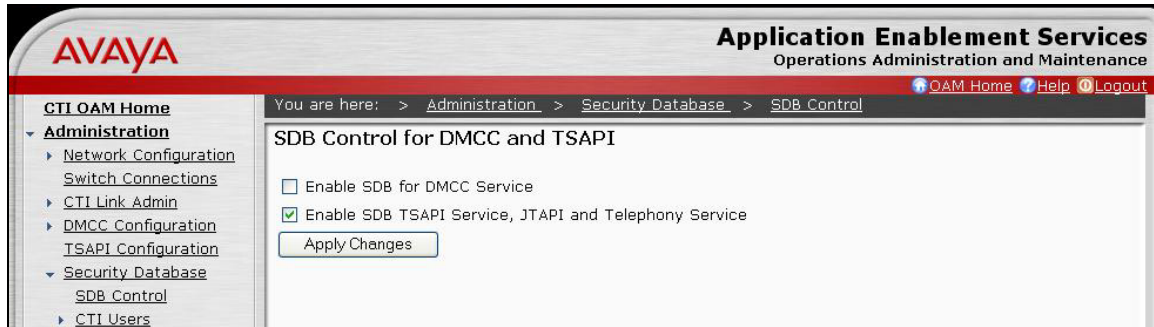 AVAYA
Application Enablement Services
Operations Administration and Maintenance
OAM Home Help Logout
CTI OAM Home
Administration
Network Configuration
Switch Connections
CTI Link Admin
DMCC Configuration
TSAPI Configuration
Security Database
SDB Control
CTI Users
You are here: > Administration > Security Database > SDB Control
SDB Control for DMCC and TSAPI
Enable SDB for DMCC Service
Enable SDB TSAPI Service, JTAPI and Telephony Service
Apply Changes